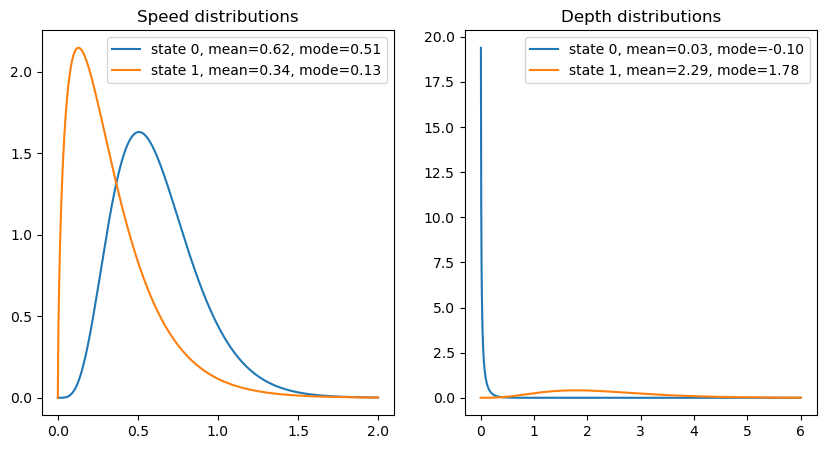 Speed distributions
state 0, mean=0.62, mode=0.51
state 1, mean=0.34, mode=0.13
2.0
1.5
1.0
0.5
0.0
0.0 0.5 1.0 1.5 2.0
Depth distributions
state 0, mean=0.03, mode=-0.10
state 1, mean=2.29, mode=1.78
20.0
17.5
15.0
12.5
10.0
7.5
5.0
2.5
0.0
0 1 2 3 4 5 6